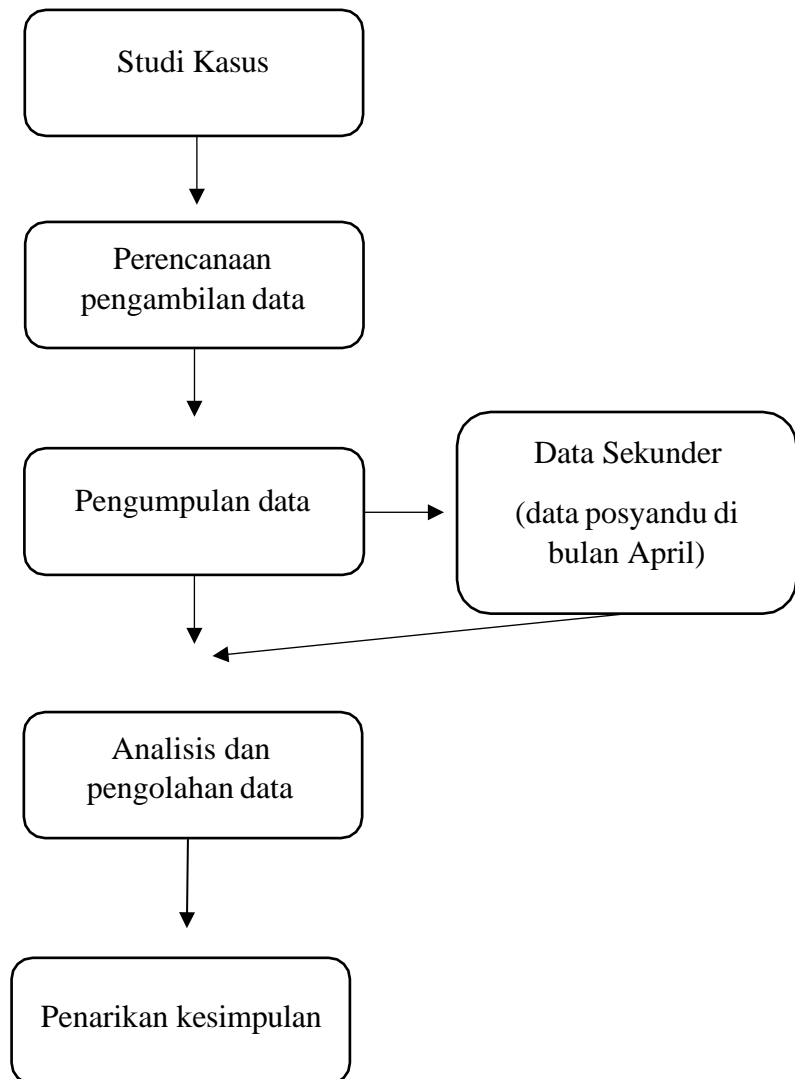 Studi Kasus
Perencanaan
pengambilan data
Pengumpulan data
Data Sekunder
(data posyandu di
bulan April)
Analisis dan
pengolahan data
Penarikan kesimpulan